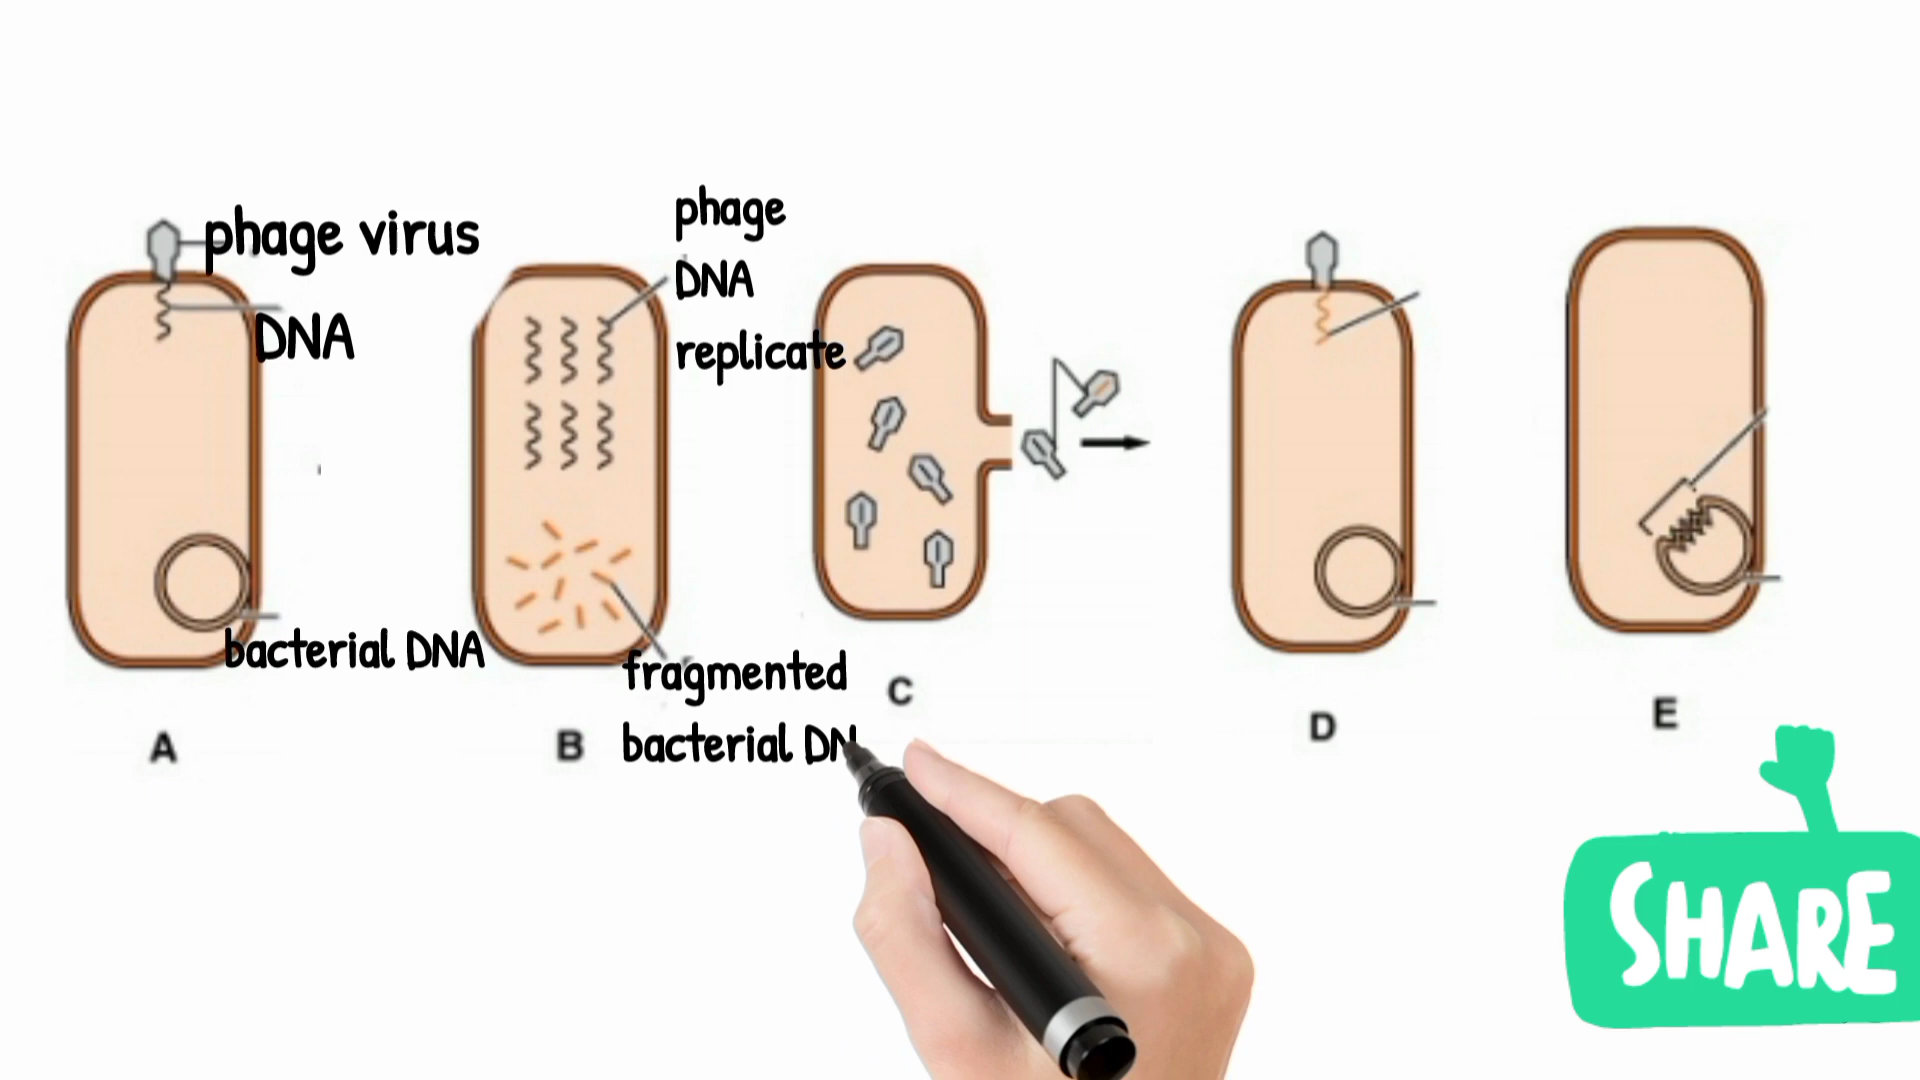 phage virus
DNA
bacterial DNA
A
phage
DNA
replicate
fragmented
bacterial DN
B
C
D
E
SHARE